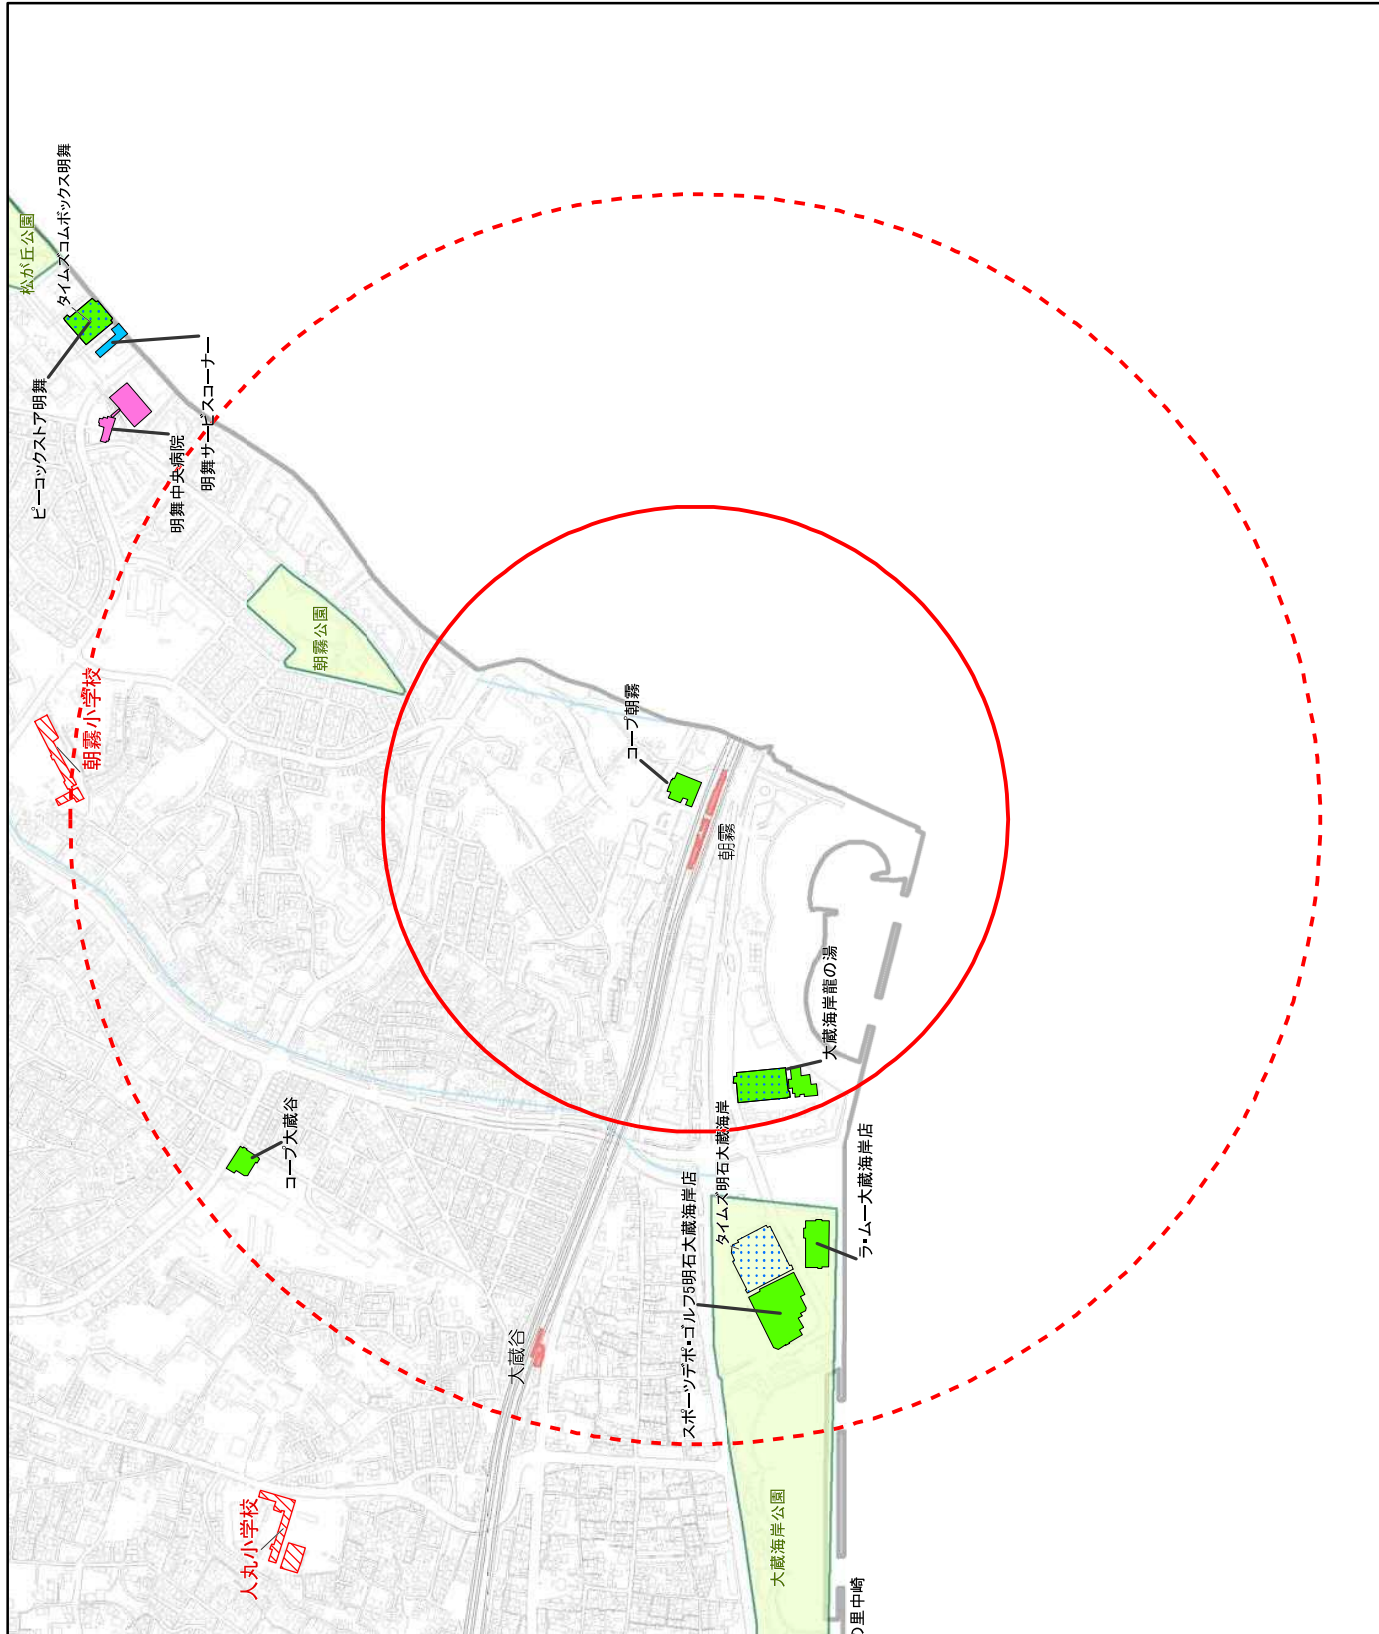 松が丘公園
タイムズコムボックス明舞
ピーコックストア明舞
明舞サービスコーナー
明舞中央病院
朝霧公園
朝霧小学校
コープ朝霧
朝霧
大蔵海岸龍の湯
コープ大蔵谷
タイムズ明石大蔵海岸
ラ・ムー大蔵海岸店
スポーツデポ・ゴルフ5明石大蔵海岸店
大蔵谷
人丸小学校
大蔵海岸公園
の里中崎